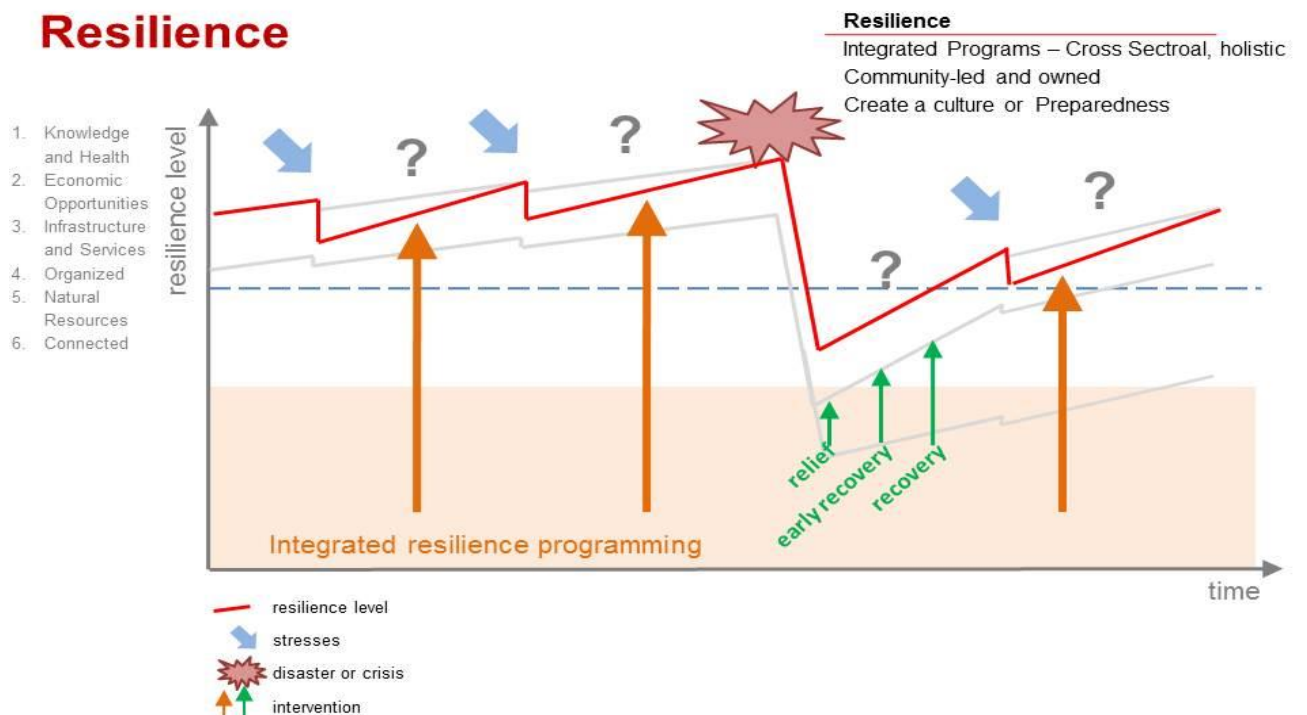 Resilience
Resilience
Integrated Programs – Cross Sectroal, holistic
Community-led and owned
Create a culture or Preparedness
1. Knowledge
and Health
2. Economic
Opportunities
3. Infrastructure
and Services
4. Organized
5. Natural
Resources
6. Connected
resilience level
?
?
?
?
relief
early recovery
recovery
Integrated resilience programming
time
resilience level
stresses
disaster or crisis
intervention